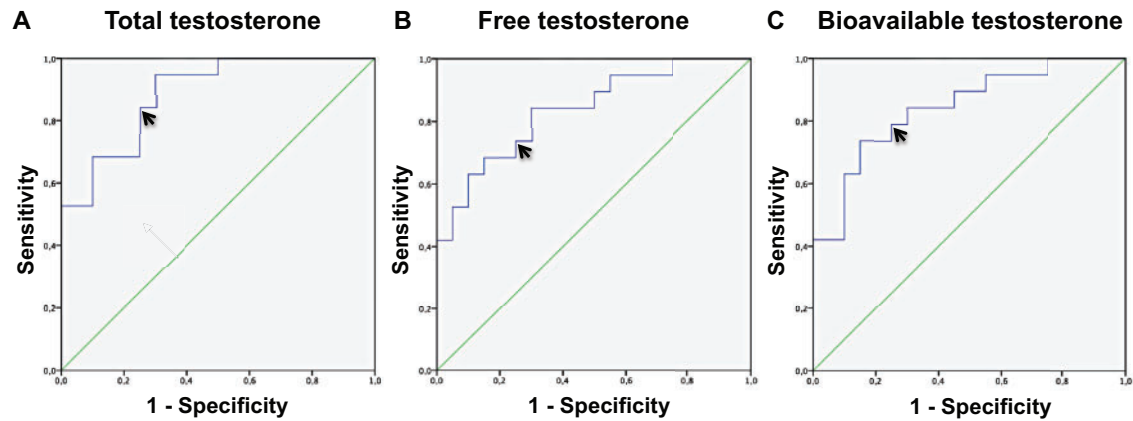 A Total testosterone
B Free testosterone
C Bioavailable testosterone
Sensitivity
1,0
0,8
0,6
0,4
0,2
0,0
0,0 0,2 0,4 0,6 0,8 1,0
1 - Specificity
Sensitivity
1,0
0,8
0,6
0,4
0,2
0,0
0,0 0,2 0,4 0,6 0,8 1,0
1 - Specificity
Sensitivity
1,0
0,8
0,6
0,4
0,2
0,0
0,0 0,2 0,4 0,6 0,8 1,0
1 - Specificity